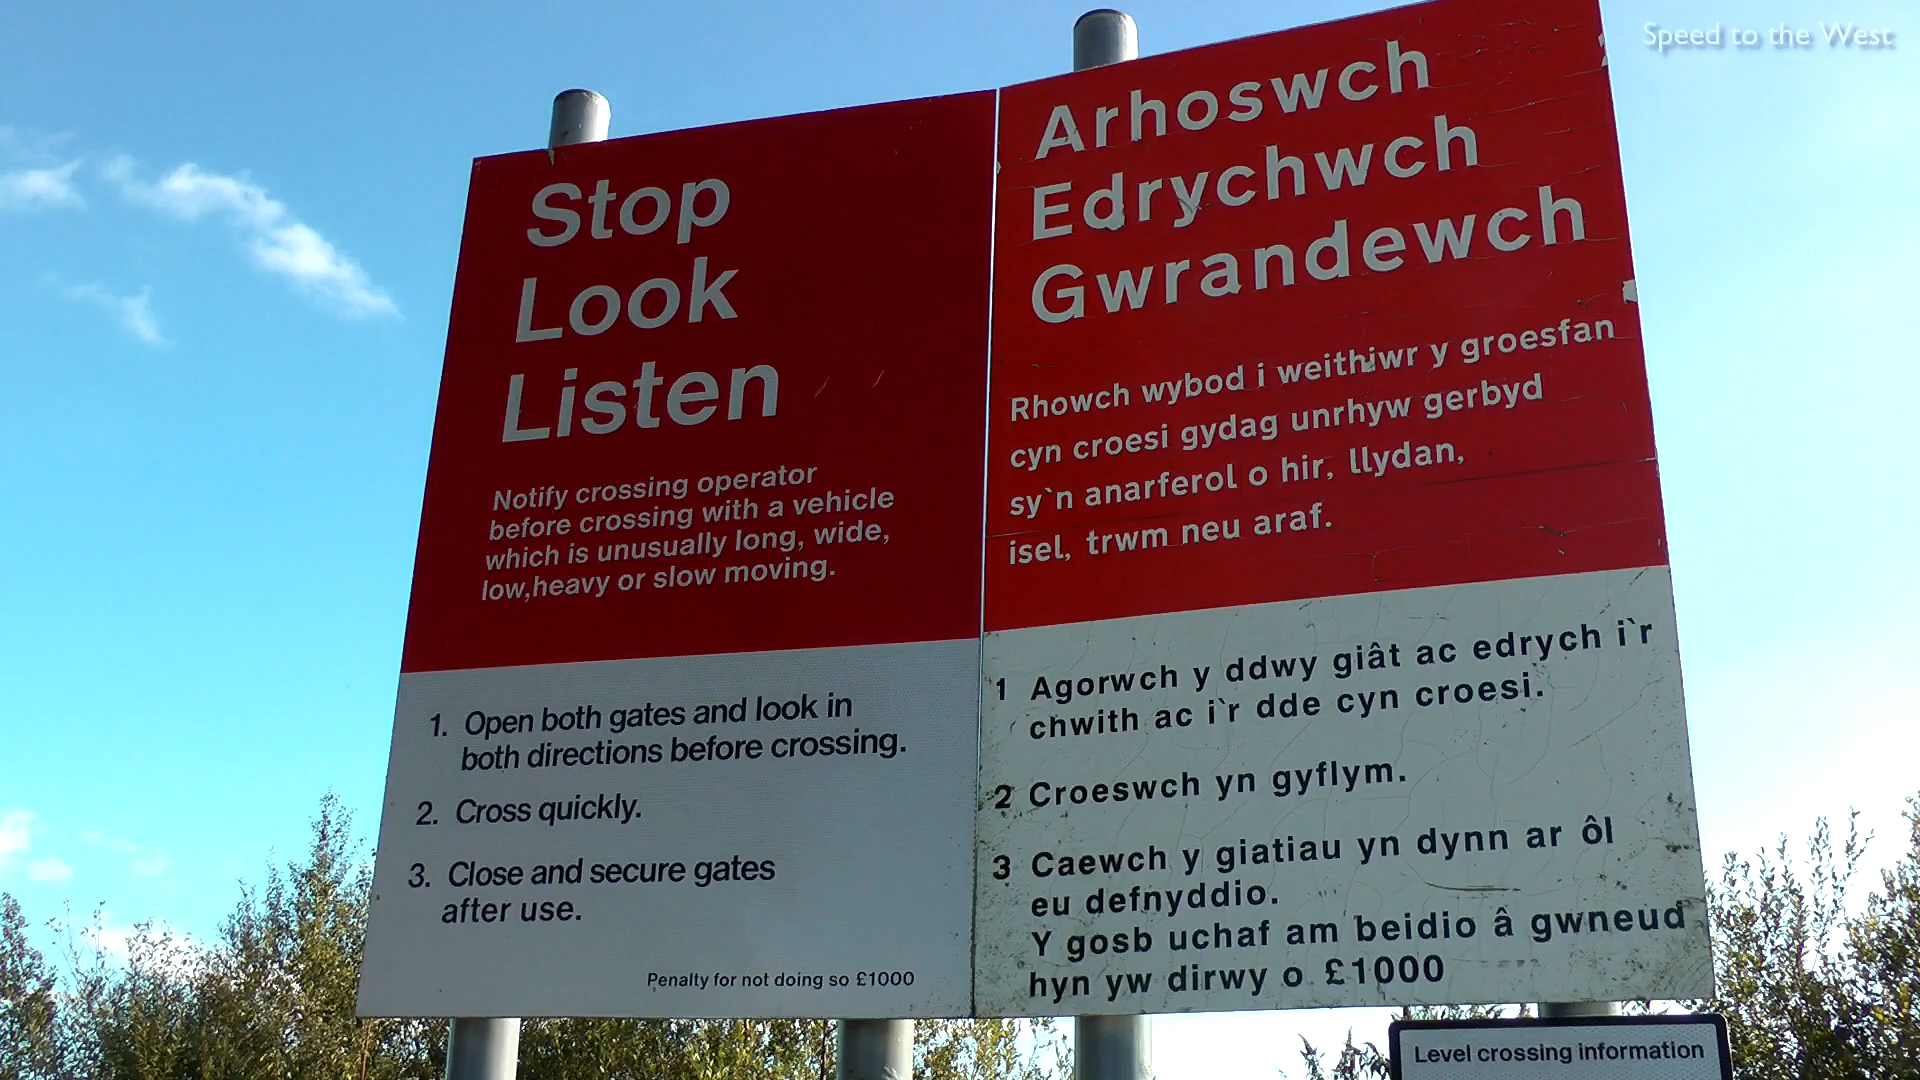 Speed to the West
Stop
Look
Listen
Notify crossing operator
before crossing with a vehicle
which is unusually long, wide,
low,heavy or slow moving.
1. Open both gates and look in
both directions before crossing.
2. Cross quickly.
3. Close and secure gates
after use.
Penalty for not doing so £1000
Arhoswch
Edrychwch
Gwrandewch
Rhowch wybod i weithiwr y groesfan
cyn croesi gydag unrhyw gerbyd
sy`n anarferol o hir, llydan,
isel, trwm neu araf.
1 Agorwch y ddwy giât ac edrych i`r
chwith ac i`r dde cyn croesi.
2 Croeswch yn gyflym.
3 Caewch y giatiau yn dynn ar ôl
eu defnyddio.
Y gosb uchaf am beidio â gwneud
hyn yw dirwy o £1000
Level crossing information